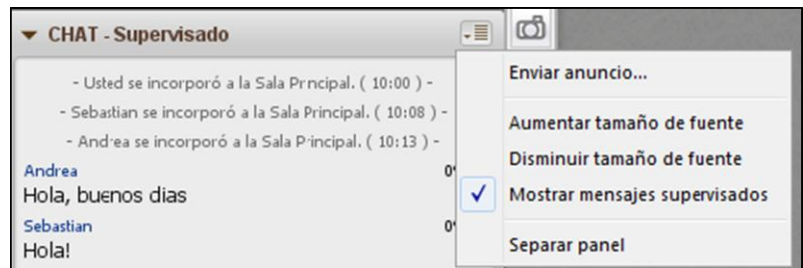 CHAT - Supervisado
- Usted se incorporó a la Sala Principal. ( 10:00 ) -
- Sebastian se incorporó a la Sala Principal. ( 10:08 ) -
- Andrea se incorporó a la Sala Principal. ( 10:13 ) -
Andrea
Hola, buenos dias
Sebastian
Hola!
Enviar anuncio...
Aumentar tamaño de fuente
Disminuir tamaño de fuente
Mostrar mensajes supervisados
Separar panel